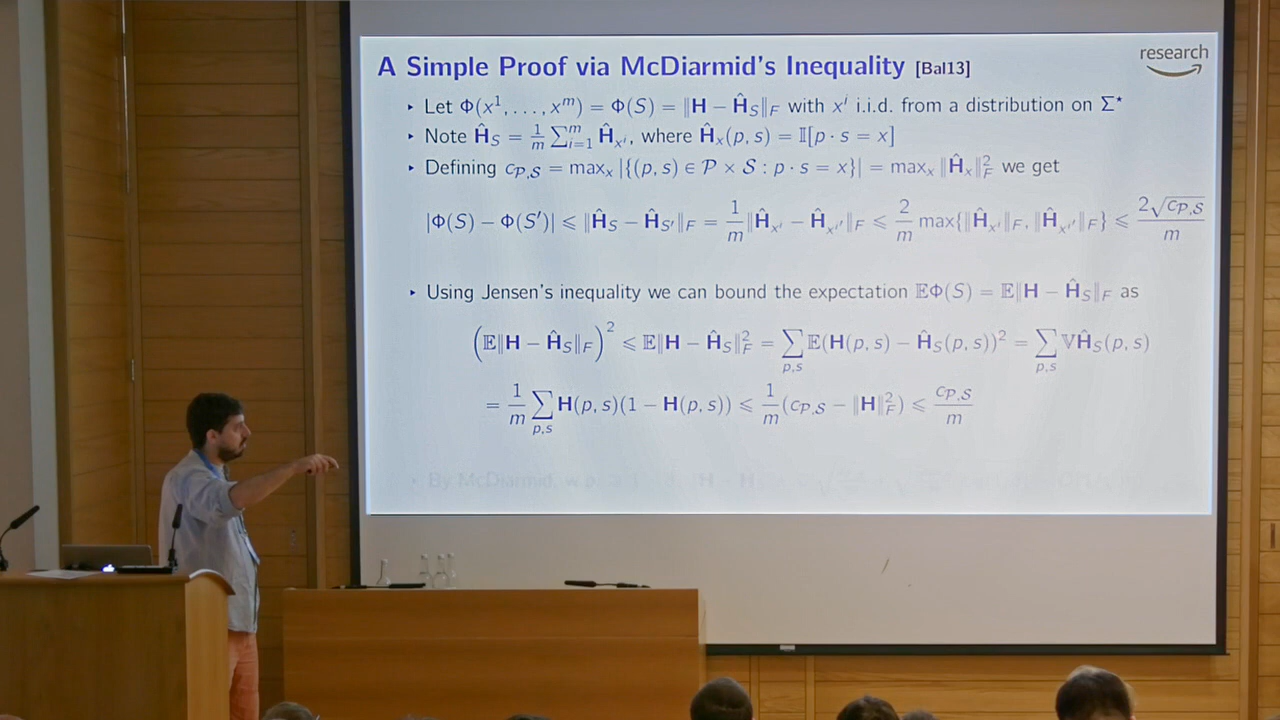 A Simple Proof via McDiarmid's Inequality [Bal13]
research
▸ Let Φ(x¹, . . . , xᵐ) = Φ(S) = ‖H − Ĥ_S‖_F with xⁱ i.i.d. from a distribution on Σ⋆
▸ Note Ĥ_S = 1/m ∑_{i=1}^m Ĥ_{xⁱ}, where Ĥ_x(p, s) = 𝕀[p · s = x]
▸ Defining c_{𝒫,𝒮} = max_x |{(p, s) ∈ 𝒫 × 𝒮 : p · s = x}| = max_x ‖Ĥ_x‖²_F we get
|Φ(S) − Φ(S′)| ⩽ ‖Ĥ_S − Ĥ_{S′}‖_F = 1/m ‖Ĥ_{xⁱ} − Ĥ_{xⁱ′}‖_F ⩽ 2/m max{‖Ĥ_{xⁱ}‖_F, ‖Ĥ_{xⁱ′}‖_F} ⩽ 2√c_{𝒫,𝒮}/m
▸ Using Jensen's inequality we can bound the expectation 𝔼Φ(S) = 𝔼‖H − Ĥ_S‖_F as
(𝔼‖H − Ĥ_S‖_F)² ⩽ 𝔼‖H − Ĥ_S‖²_F = ∑_{p,s} 𝔼(H(p, s) − Ĥ_S(p, s))² = ∑_{p,s} 𝕍Ĥ_S(p, s)
= 1/m ∑_{p,s} H(p, s)(1 − H(p, s)) ⩽ 1/m (c_{𝒫,𝒮} − ‖H‖²_F) ⩽ c_{𝒫,𝒮}/m
▸ By McDiarmid, w.p.